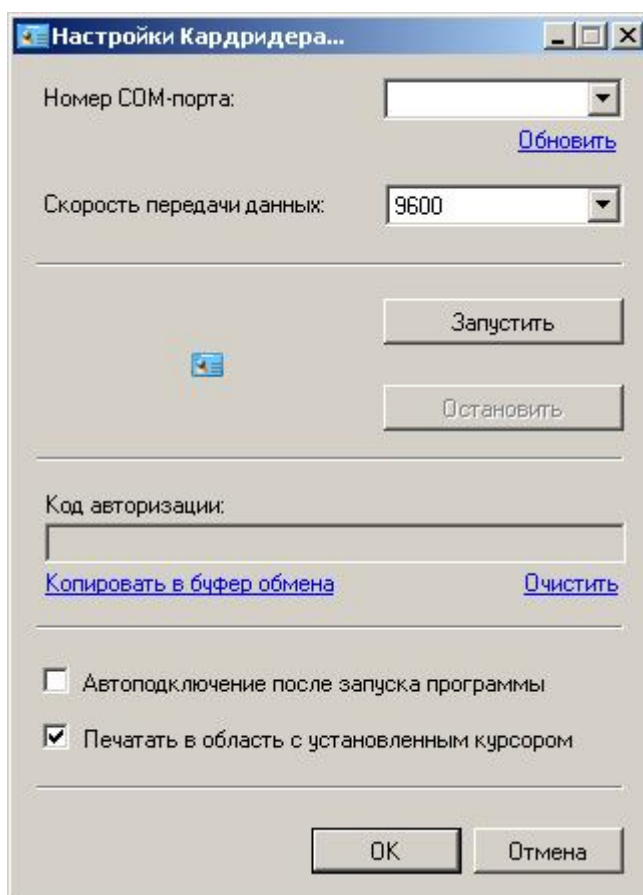 Настройки Кардридера...
Номер COM-порта:
Обновить
Скорость передачи данных: 9600
Запустить
Остановить
Код авторизации:
Копировать в буфер обмена Очистить
Автоподключение после запуска программы
Печатать в область с установленным курсором
OK Отмена